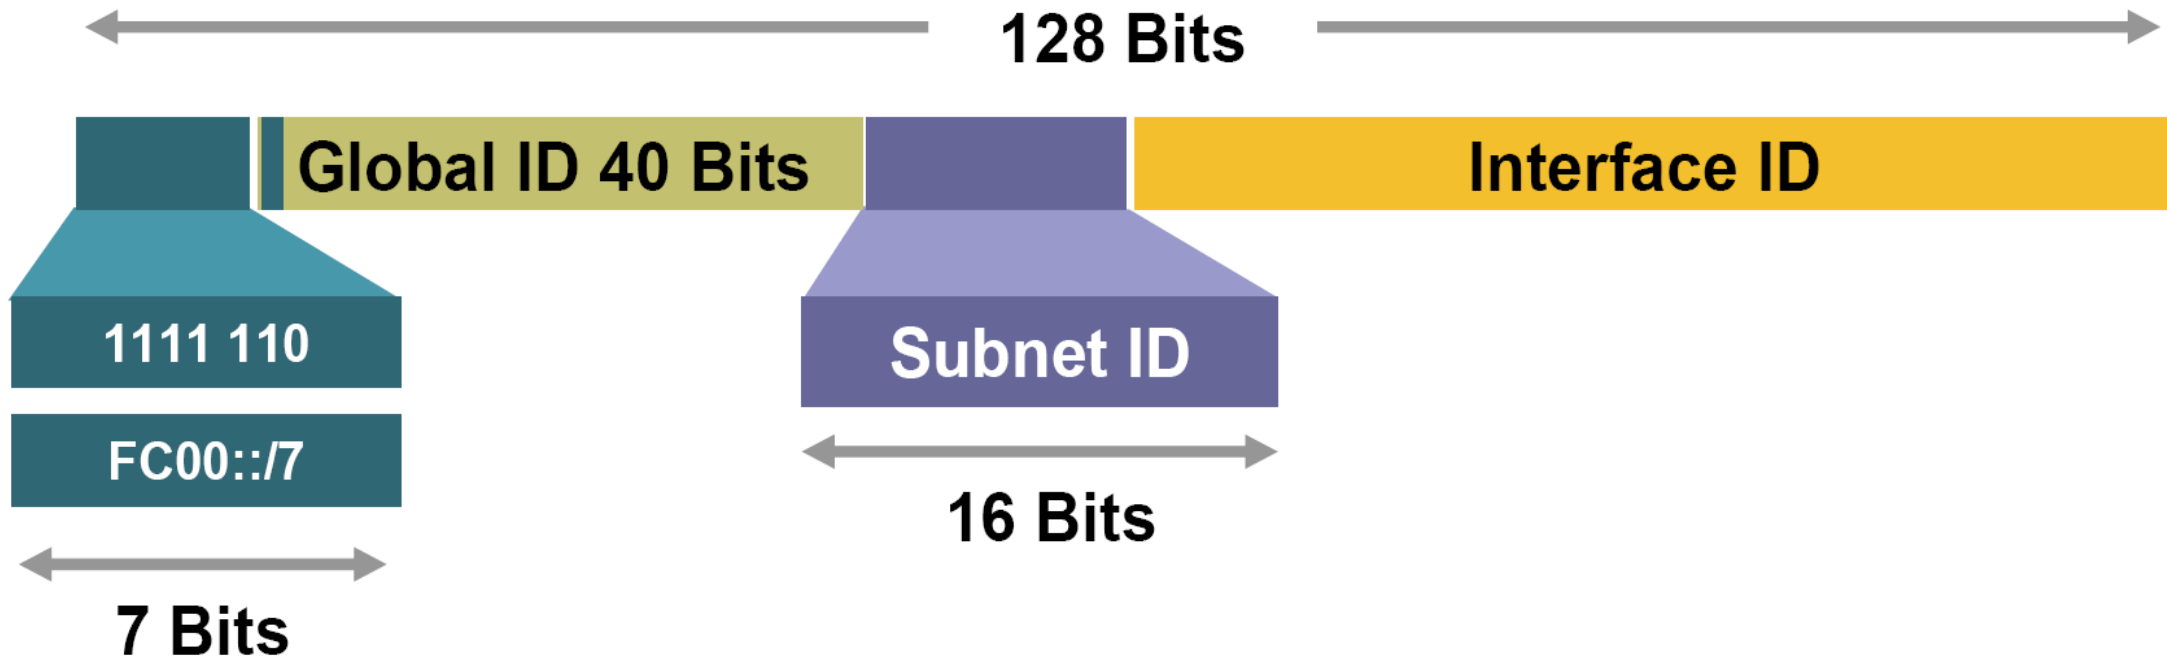 128 Bits
Global ID 40 Bits
Interface ID
1111 110
Subnet ID
FC00::/7
16 Bits
7 Bits